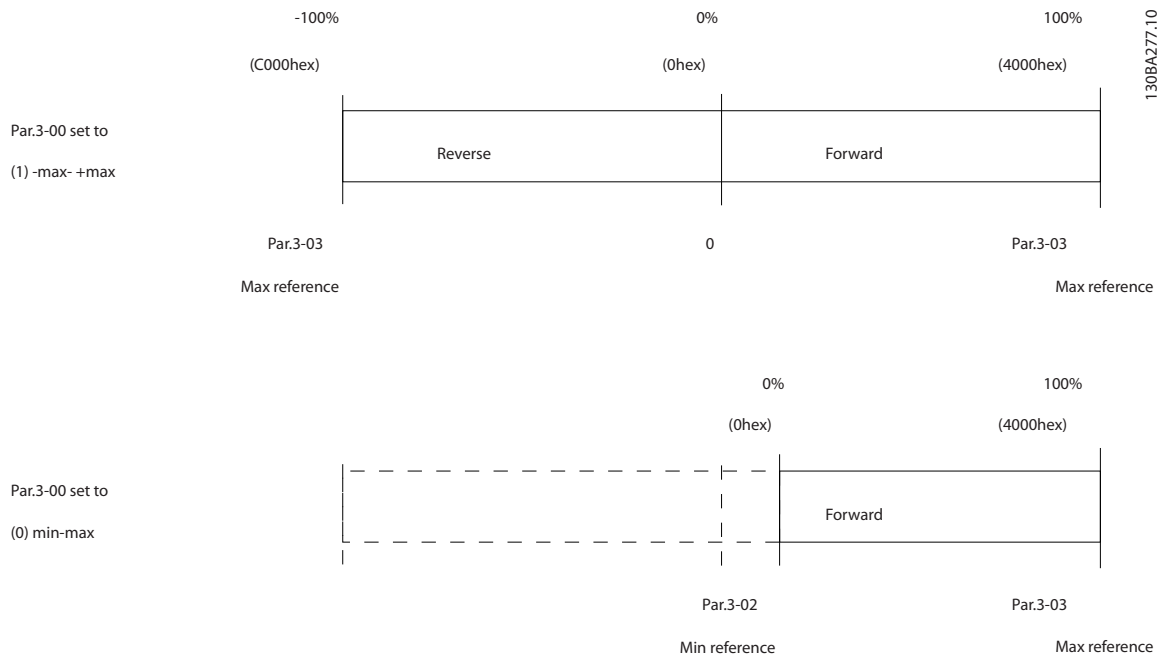 -100% 0% 100%
(C000hex) (0hex) (4000hex)
130BA277.10
Par.3-00 set to
(1) -max- +max
Reverse Forward
Par.3-03 0 Par.3-03
Max reference Max reference
0% 100%
(0hex) (4000hex)
Par.3-00 set to
(0) min-max
Forward
Par.3-02 Par.3-03
Min reference Max reference